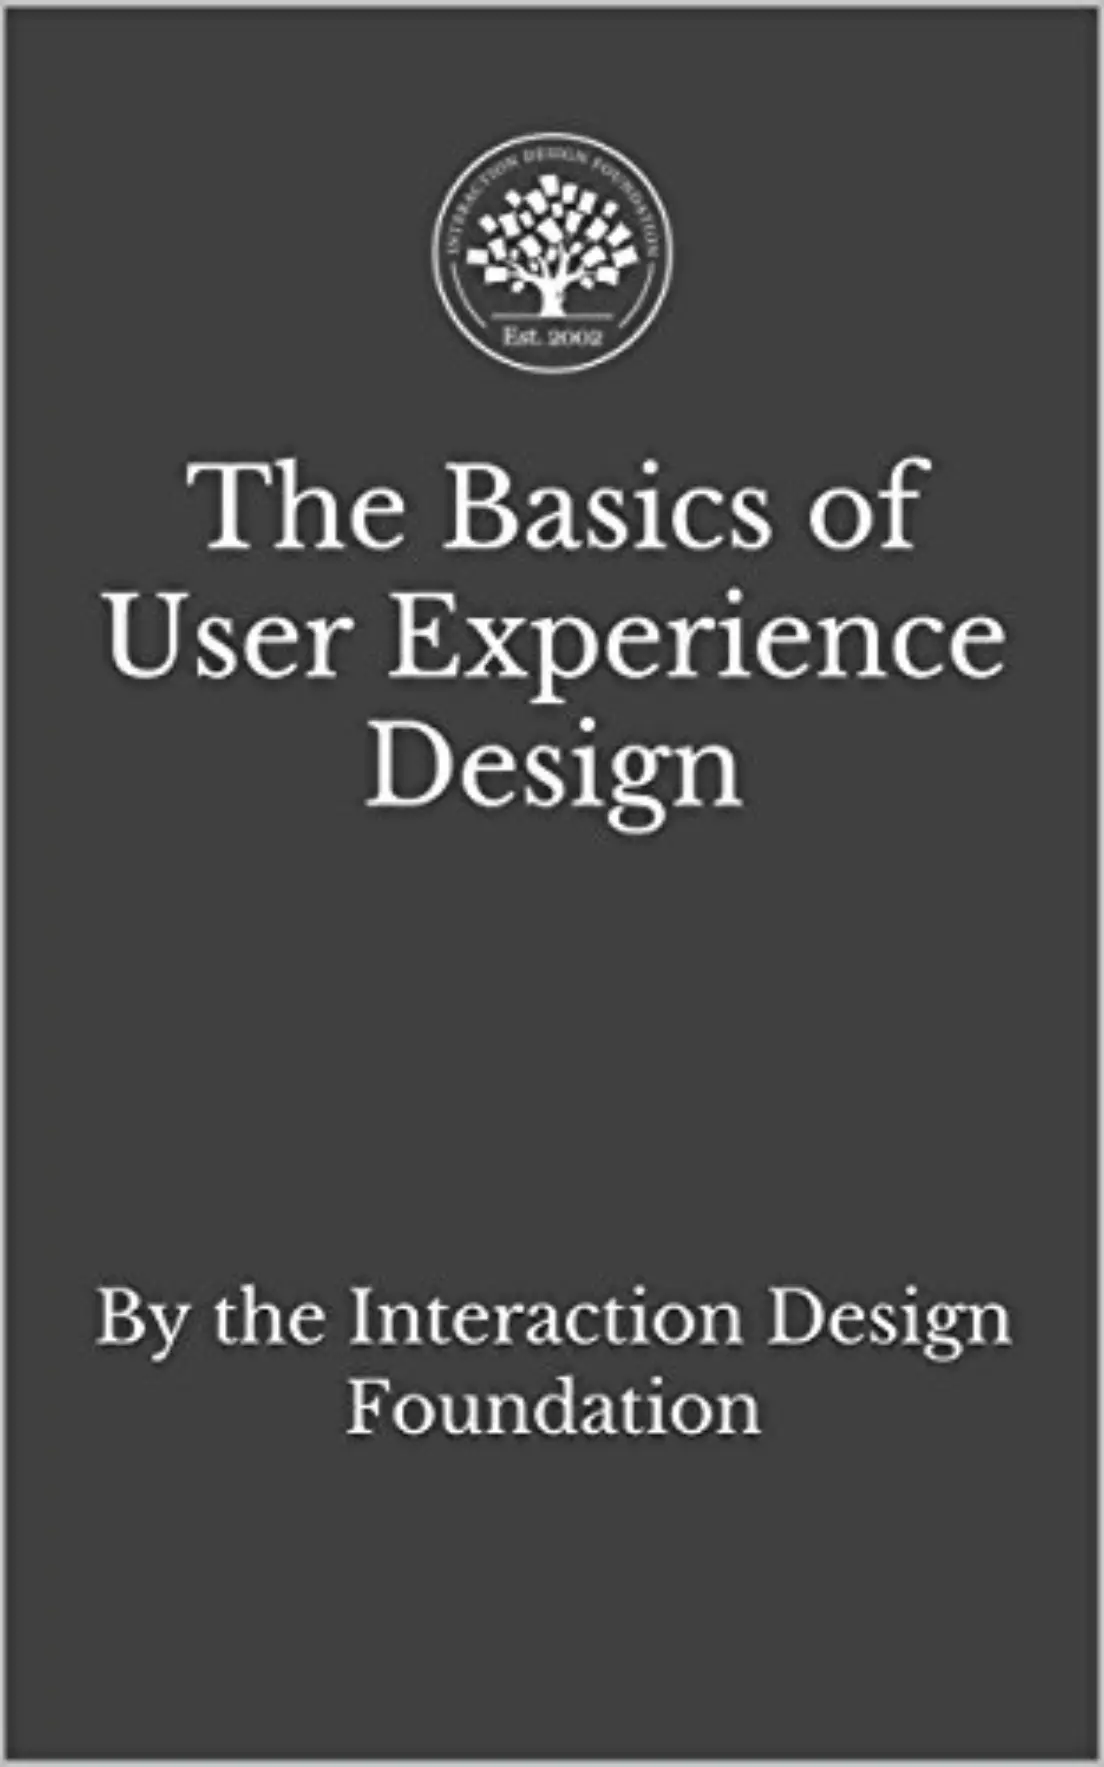 INTERACTION DESIGN FOUNDATION
Est. 2002
The Basics of
User Experience
Design
By the Interaction Design
Foundation